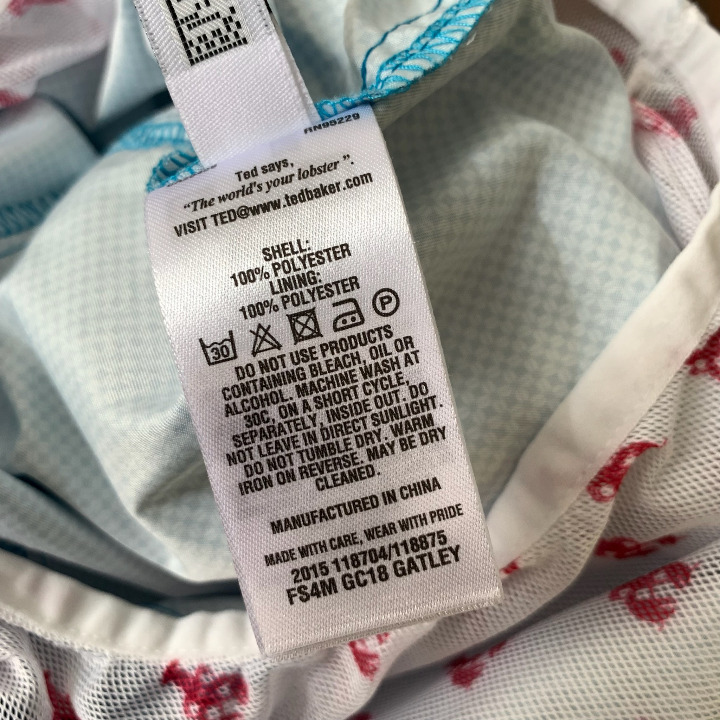 RN95229
Ted says,
“The world's your lobster”.
VISIT TED@www.tedbaker.com
SHELL:
100% POLYESTER
LINING:
100% POLYESTER
30 P
DO NOT USE PRODUCTS
CONTAINING BLEACH, OIL OR
ALCOHOL. MACHINE WASH AT
30C, ON A SHORT CYCLE,
SEPARATELY, INSIDE OUT. DO
NOT LEAVE IN DIRECT SUNLIGHT.
DO NOT TUMBLE DRY. WARM
IRON ON REVERSE. MAY BE DRY
CLEANED.
MANUFACTURED IN CHINA
MADE WITH CARE, WEAR WITH PRIDE
2015 118704/118875
FS4M GC18 GATLEY